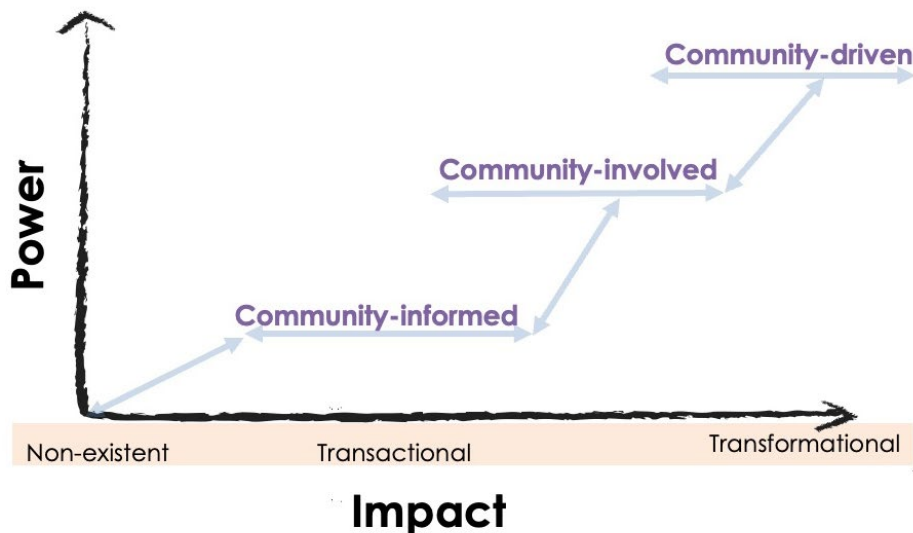 Community-driven
Community-involved
Power
Community-informed
Non-existent
Transactional
Transformational
Impact